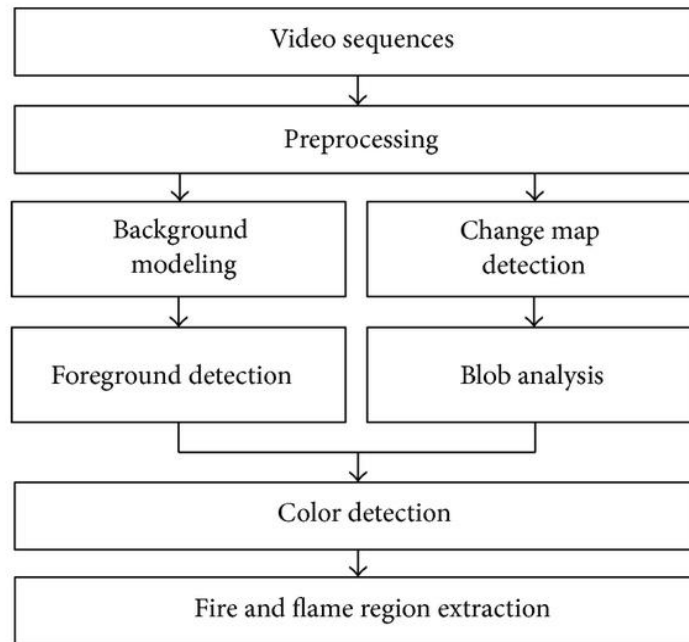 Video sequences
Preprocessing
Background
modeling
Change map
detection
Foreground detection
Blob analysis
Color detection
Fire and flame region extraction